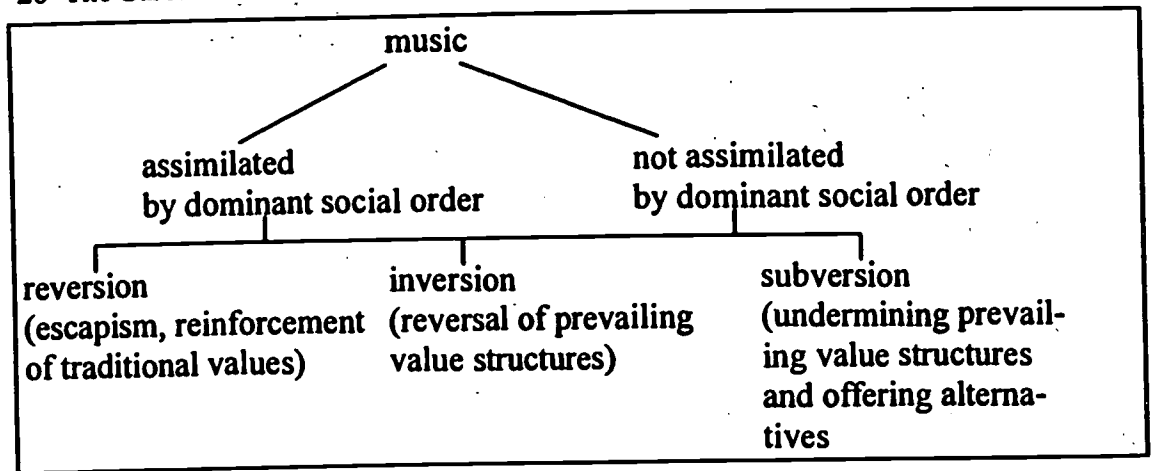 music
assimilated
by dominant social order
not assimilated
by dominant social order
reversion
(escapism, reinforcement
of traditional values)
inversion
(reversal of prevailing
value structures)
subversion
(undermining prevail-
ing value structures
and offering alterna-
tives